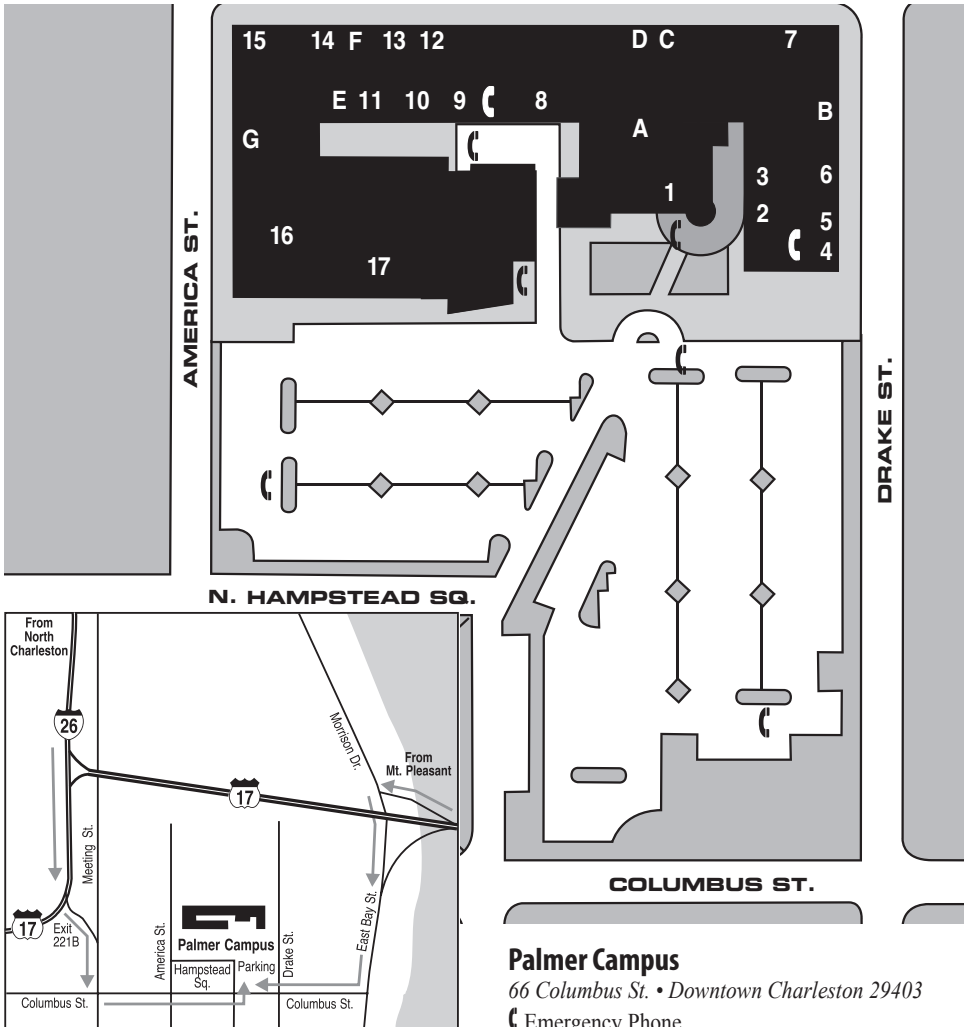 15 14 F 13 12 D C 7
E 11 10 9 8 B
G A
3 6
1
2 5
16 4
17
AMERICA ST.
DRAKE ST.
N. HAMPSTEAD SQ.
COLUMBUS ST.
From
North
Charleston
26
Morrison Dr.
From
Mt. Pleasant
17
Meeting St.
17
Exit
221B
America St.
Palmer Campus
Hampstead
Sq.
Parking
Drake St.
East Bay St.
Columbus St.
Columbus St.
Palmer Campus
66 Columbus St. • Downtown Charleston 29403
Emergency Phone